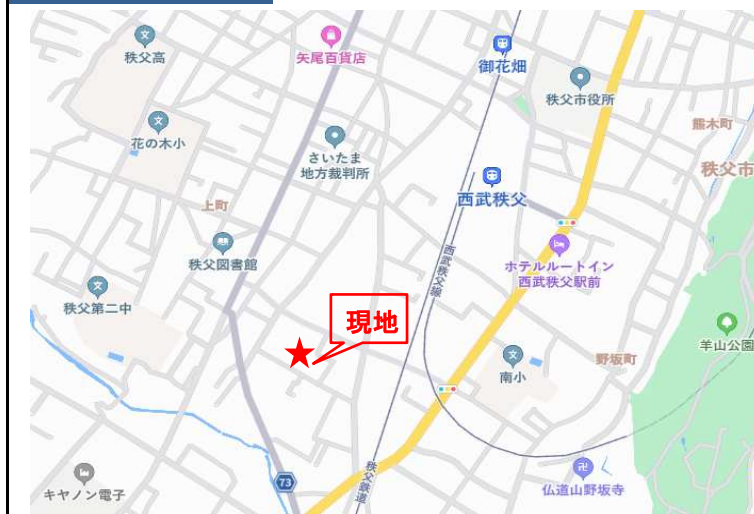 秩父高
矢尾百貨店
御花畑
秩父市役所
熊木町
花の木小
さいたま
地方裁判所
秩父市
西武秩父
上町
秩父図書館
西武秩父線
ホテルルートイン
西武秩父駅前
秩父第二中
現地
羊山公園
南小
野坂町
秩父鉄道
キヤノン電子
73
仏道山野坂寺